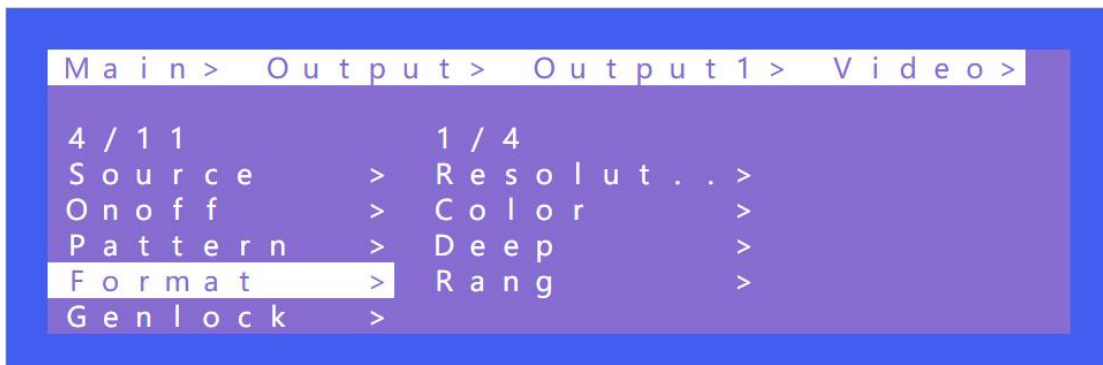 Main> Output> Output1> Video>
4/11 1/4
Source > Resolut..>
Onoff > Color >
Pattern > Deep >
Format > Rang >
Genlock >